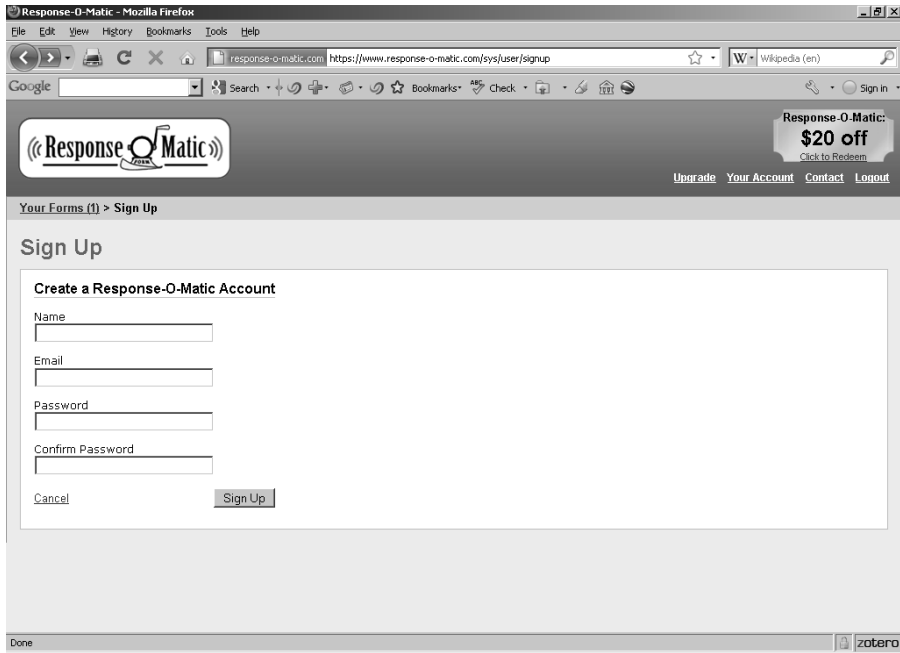 Response-O-Matic - Mozilla Firefox
File Edit View History Bookmarks Tools Help
response-o-matic.com https://www.response-o-matic.com/sys/user/signup W Wikipedia (en)
Google Search Bookmarks ABC Check Sign in
Response-O-Matic:
$20 off
Click to Redeem
Response O Matic
FORM
Upgrade Your Account Contact Logout
Your Forms (1) > Sign Up
Sign Up
Create a Response-O-Matic Account
Name
Email
Password
Confirm Password
Cancel Sign Up
Done zotero